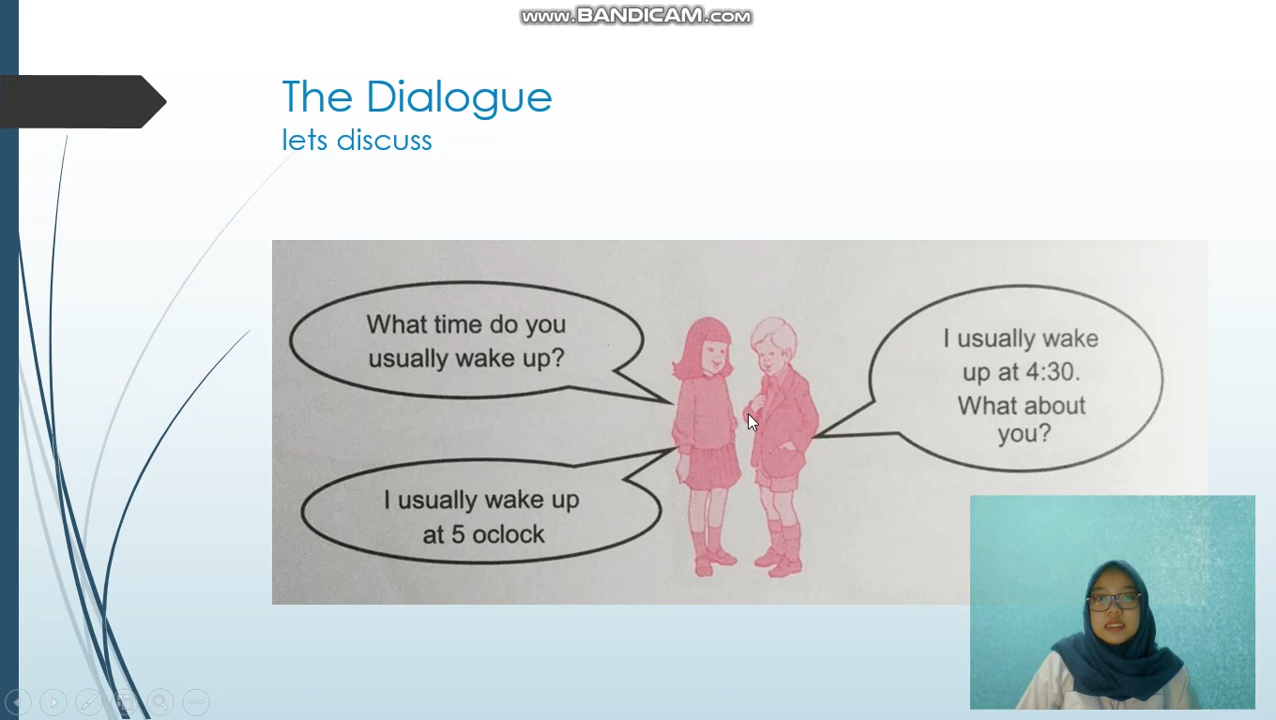 www.BANDICAM.com
The Dialogue
lets discuss
What time do you
usually wake up?
I usually wake
up at 4:30.
What about
you?
I usually wake up
at 5 oclock